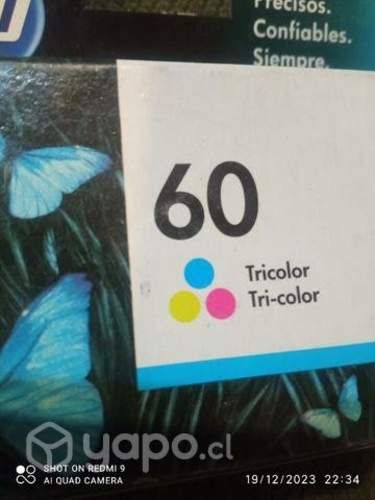 Precisos.
Confiables.
Siempre.
60
Tricolor
Tri-color
yapo.cl
SHOT ON REDMI 9
AI QUAD CAMERA
19/12/2023 22:34